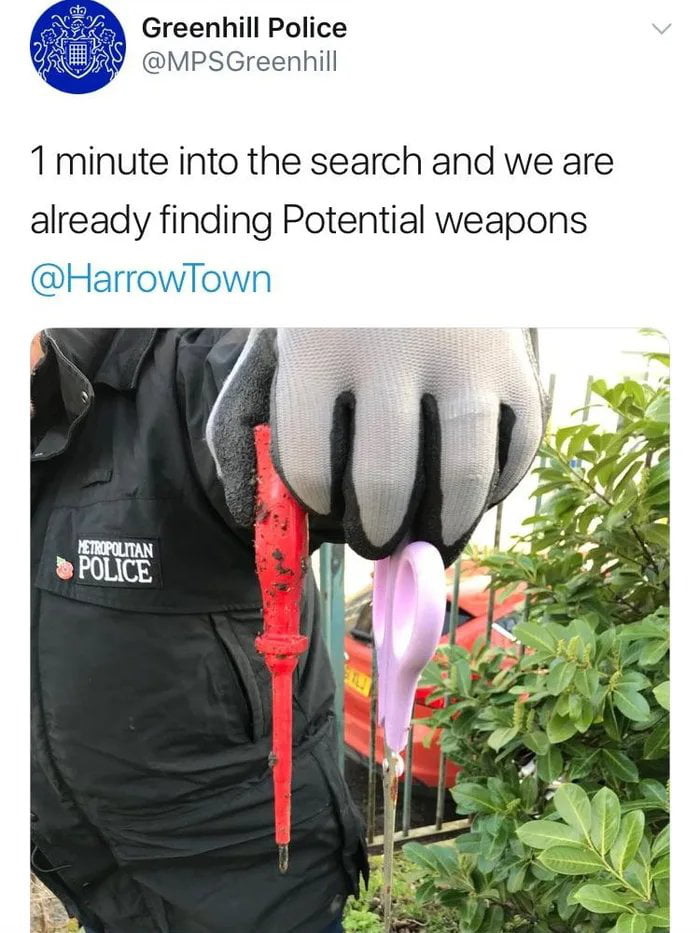 Greenhill Police
@MPSGreenhill
1 minute into the search and we are
already finding Potential weapons
@HarrowTown
METROPOLITAN
POLICE